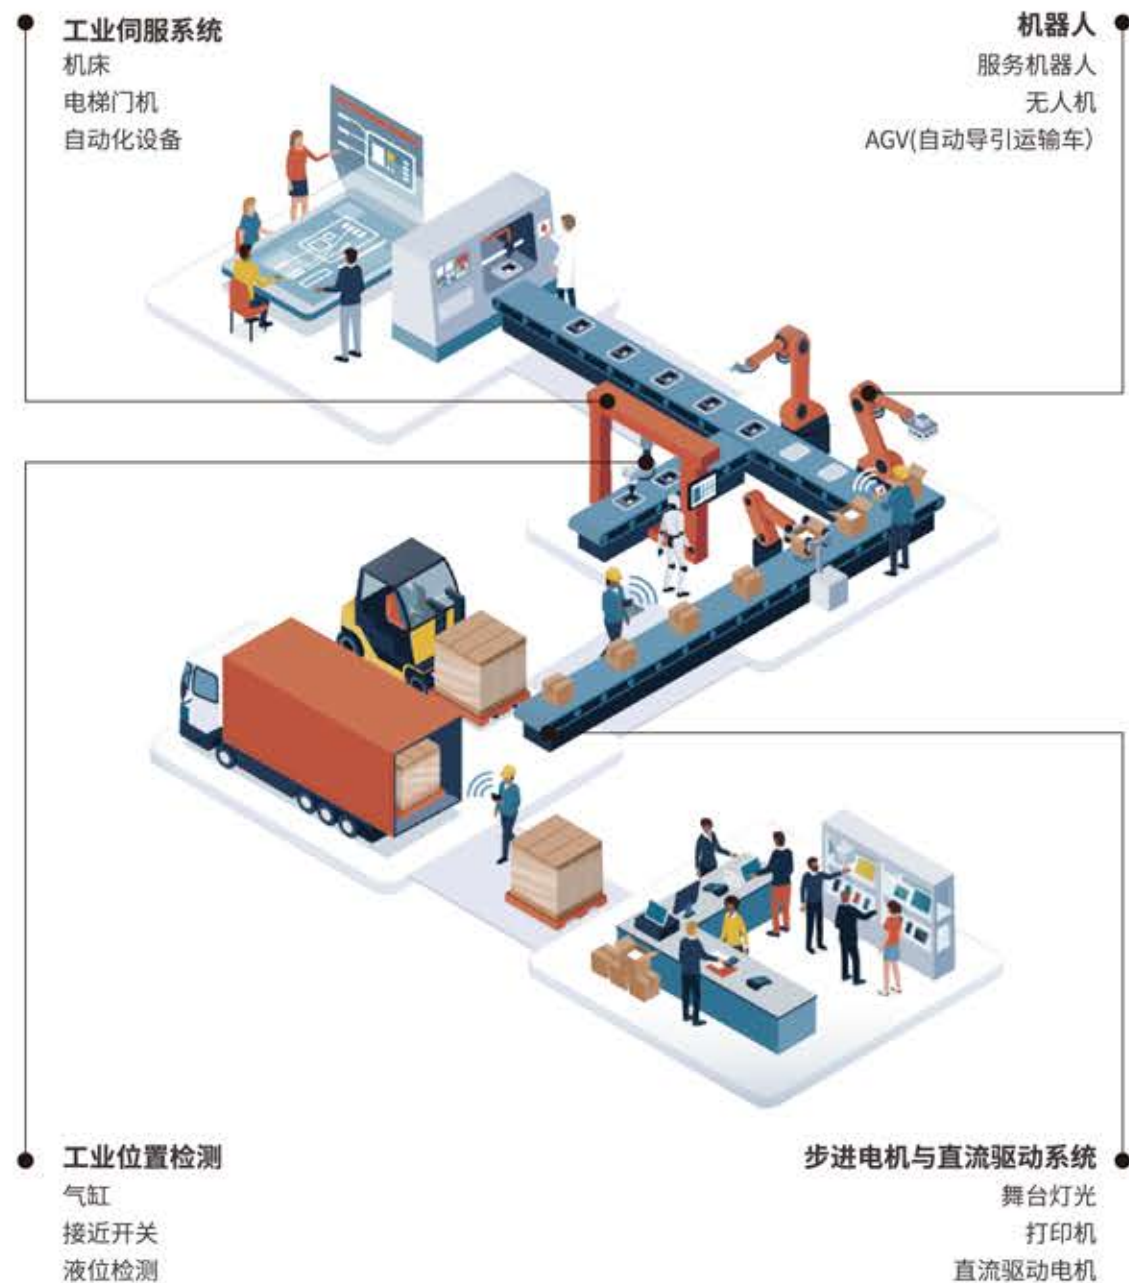 工业伺服系统
机床
电梯门机
自动化设备
机器人
服务机器人
无人机
AGV(自动导引运输车）
工业位置检测
气缸
接近开关
液位检测
步进电机与直流驱动系统
舞台灯光
打印机
直流驱动电机